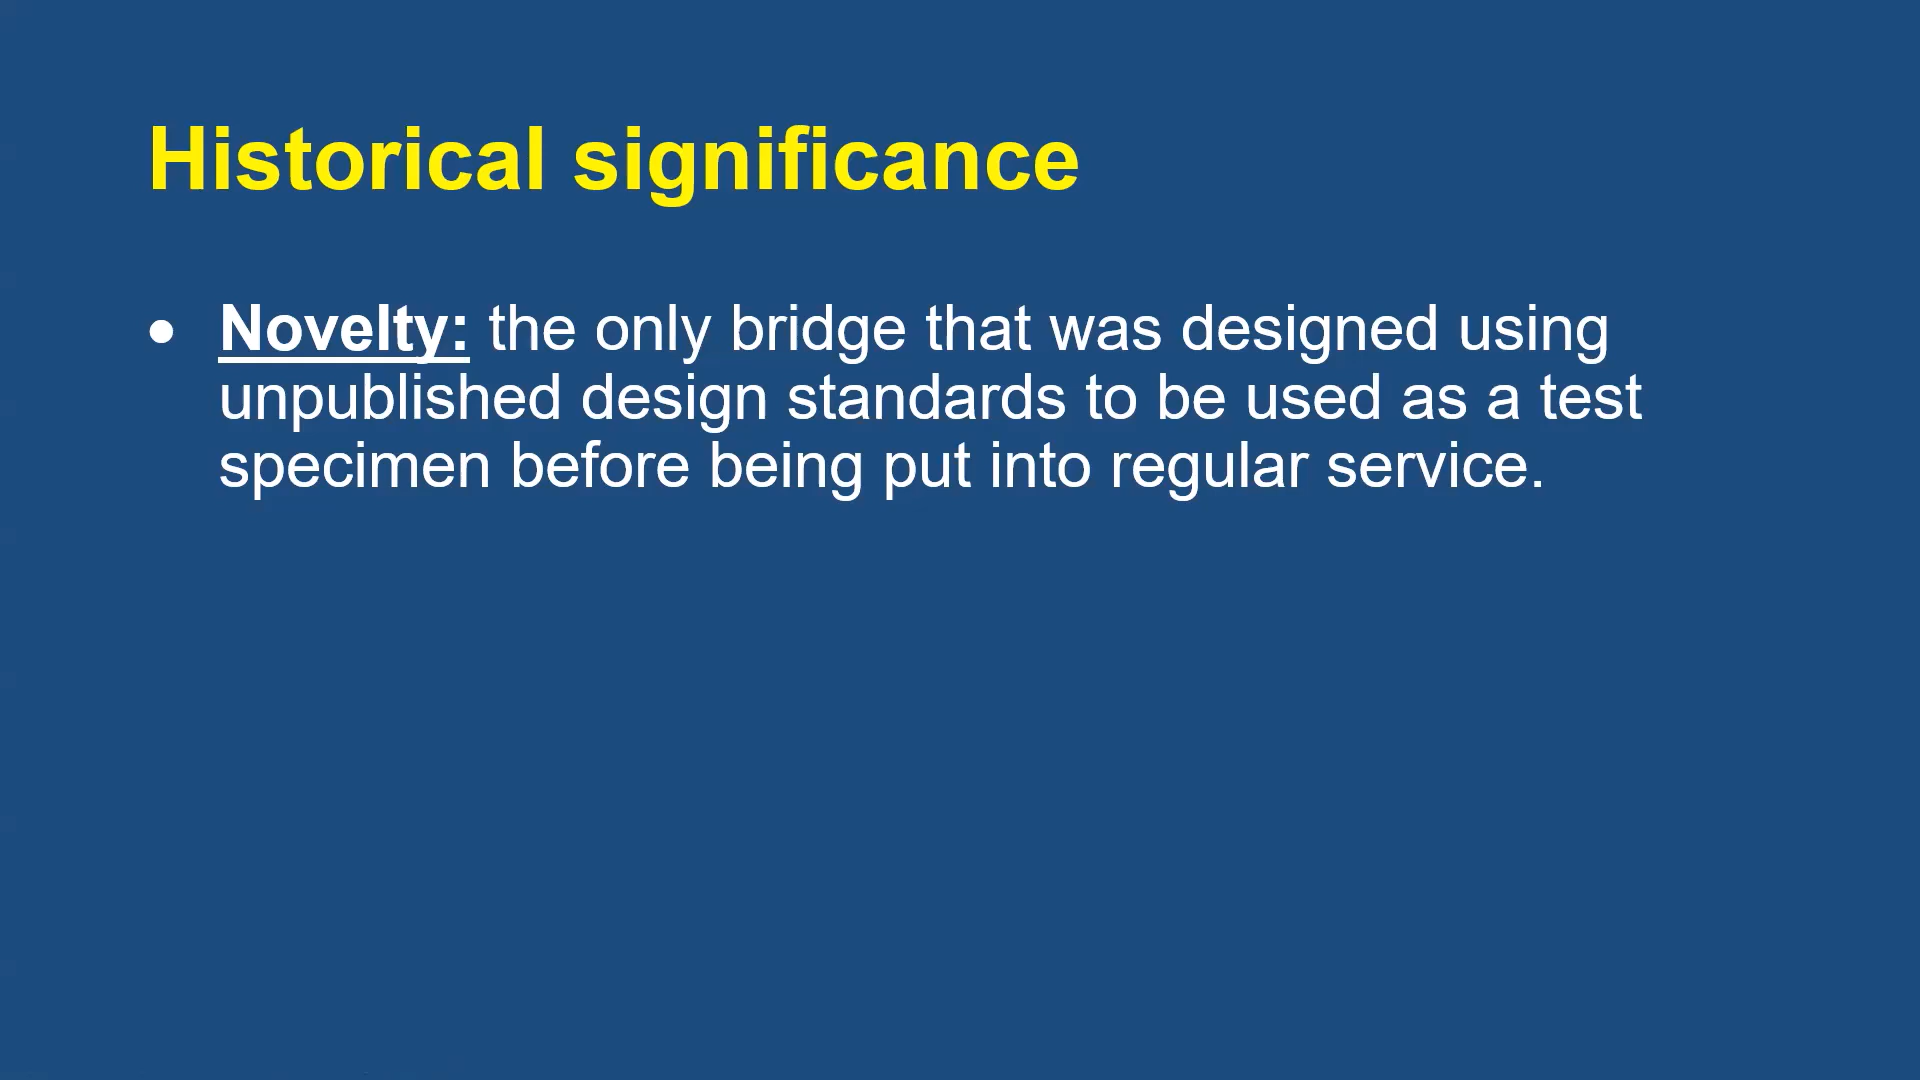 Historical significance
● Novelty: the only bridge that was designed using
unpublished design standards to be used as a test
specimen before being put into regular service.